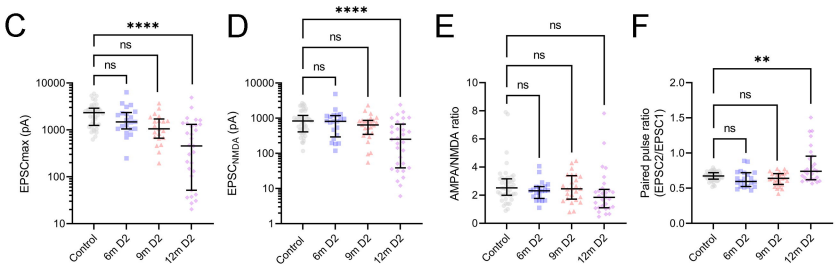 C
****
ns
ns
EPSCmax (pA)
10000
1000
100
10
Control
6m D2
9m D2
12m D2
D
****
ns
ns
EPSCNMDA (pA)
10000
1000
100
10
1
Control
6m D2
9m D2
12m D2
E
ns
ns
ns
AMPA/NMDA ratio
10
8
6
4
2
0
Control
6m D2
9m D2
12m D2
F
**
ns
ns
Paired pulse ratio
(EPSC2/EPSC1)
2.0
1.5
1.0
0.5
0.0
Control
6m D2
9m D2
12m D2